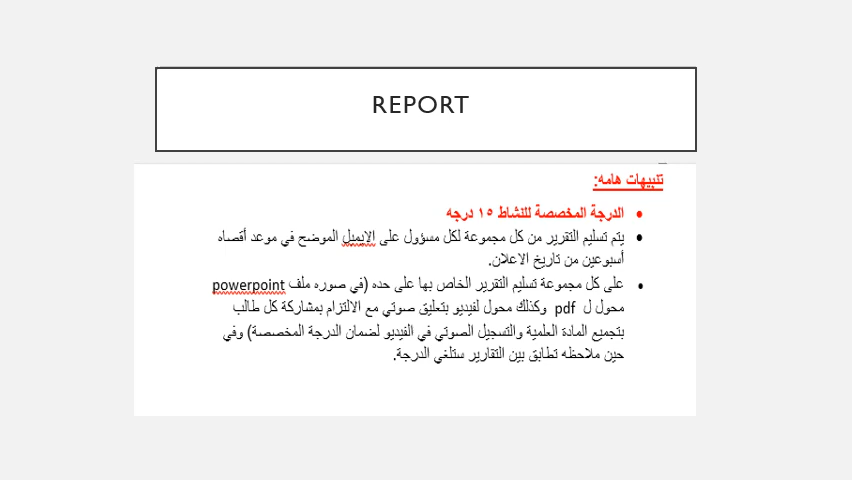 REPORT
تنبيهات هامه:
• الدرجة المخصصة للنشاط ١٥ درجه
• يتم تسليم التقرير من كل مجموعة لكل مسؤول على الإيميل الموضح في موعد أقصاه
أسبوعين من تاريخ الاعلان.
• على كل مجموعة تسليم التقرير الخاص بها على حده (في صوره ملف powerpoint
محول ل pdf وكذلك محول لفيديو بتعليق صوتي مع الالتزام بمشاركة كل طالب
بتجميع المادة العلمية والتسجيل الصوتي في الفيديو لضمان الدرجة المخصصة) وفي
حين ملاحظه تطابق بين التقارير ستلغي الدرجة.